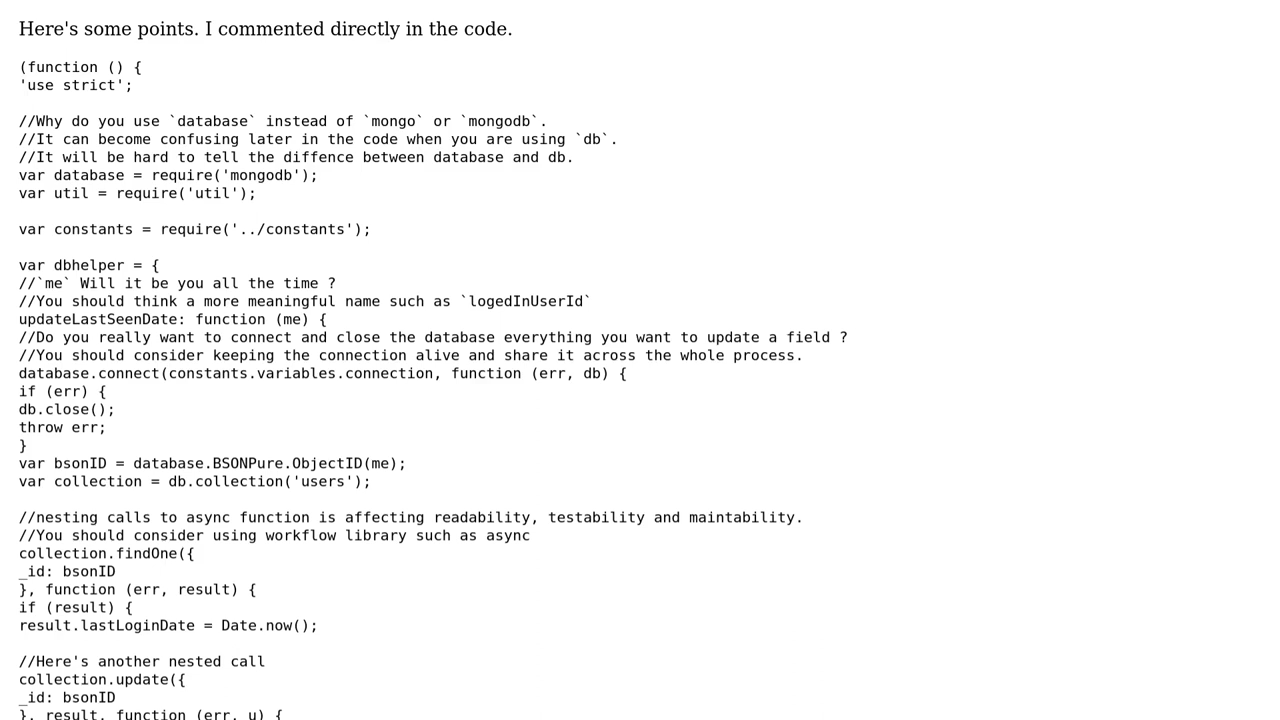 Here's some points. I commented directly in the code.
(function () {
'use strict';
//Why do you use `database` instead of `mongo` or `mongodb`.
//It can become confusing later in the code when you are using `db`.
//It will be hard to tell the diffence between database and db.
var database = require('mongodb');
var util = require('util');
var constants = require('../constants');
var dbhelper = {
//`me` Will it be you all the time ?
//You should think a more meaningful name such as `logedInUserId`
updateLastSeenDate: function (me) {
//Do you really want to connect and close the database everything you want to update a field ?
//You should consider keeping the connection alive and share it across the whole process.
database.connect(constants.variables.connection, function (err, db) {
if (err) {
db.close();
throw err;
}
var bsonID = database.BSONPure.ObjectID(me);
var collection = db.collection('users');
//nesting calls to async function is affecting readability, testability and maintability.
//You should consider using workflow library such as async
collection.findOne({
_id: bsonID
}, function (err, result) {
if (result) {
result.lastLoginDate = Date.now();
//Here's another nested call
collection.update({
_id: bsonID
}, result, function (err, u) {